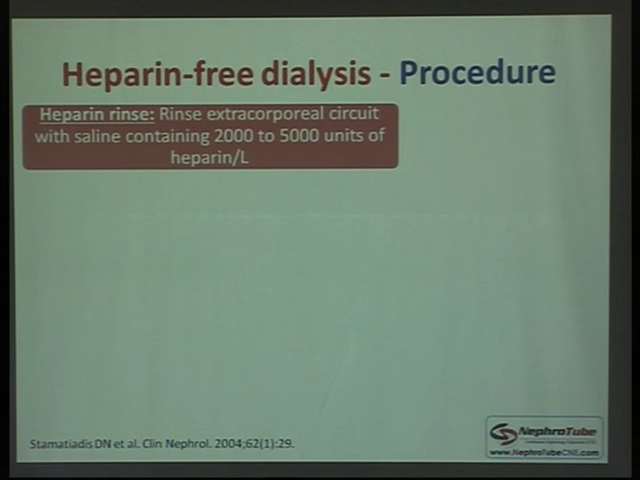 Heparin-free dialysis - Procedure
Heparin rinse: Rinse extracorporeal circuit
with saline containing 2000 to 5000 units of
heparin/L
Stamatiadis DN et al. Clin Nephrol. 2004;62(1):29.
NephroTube
www.NephroTubeCNE.com